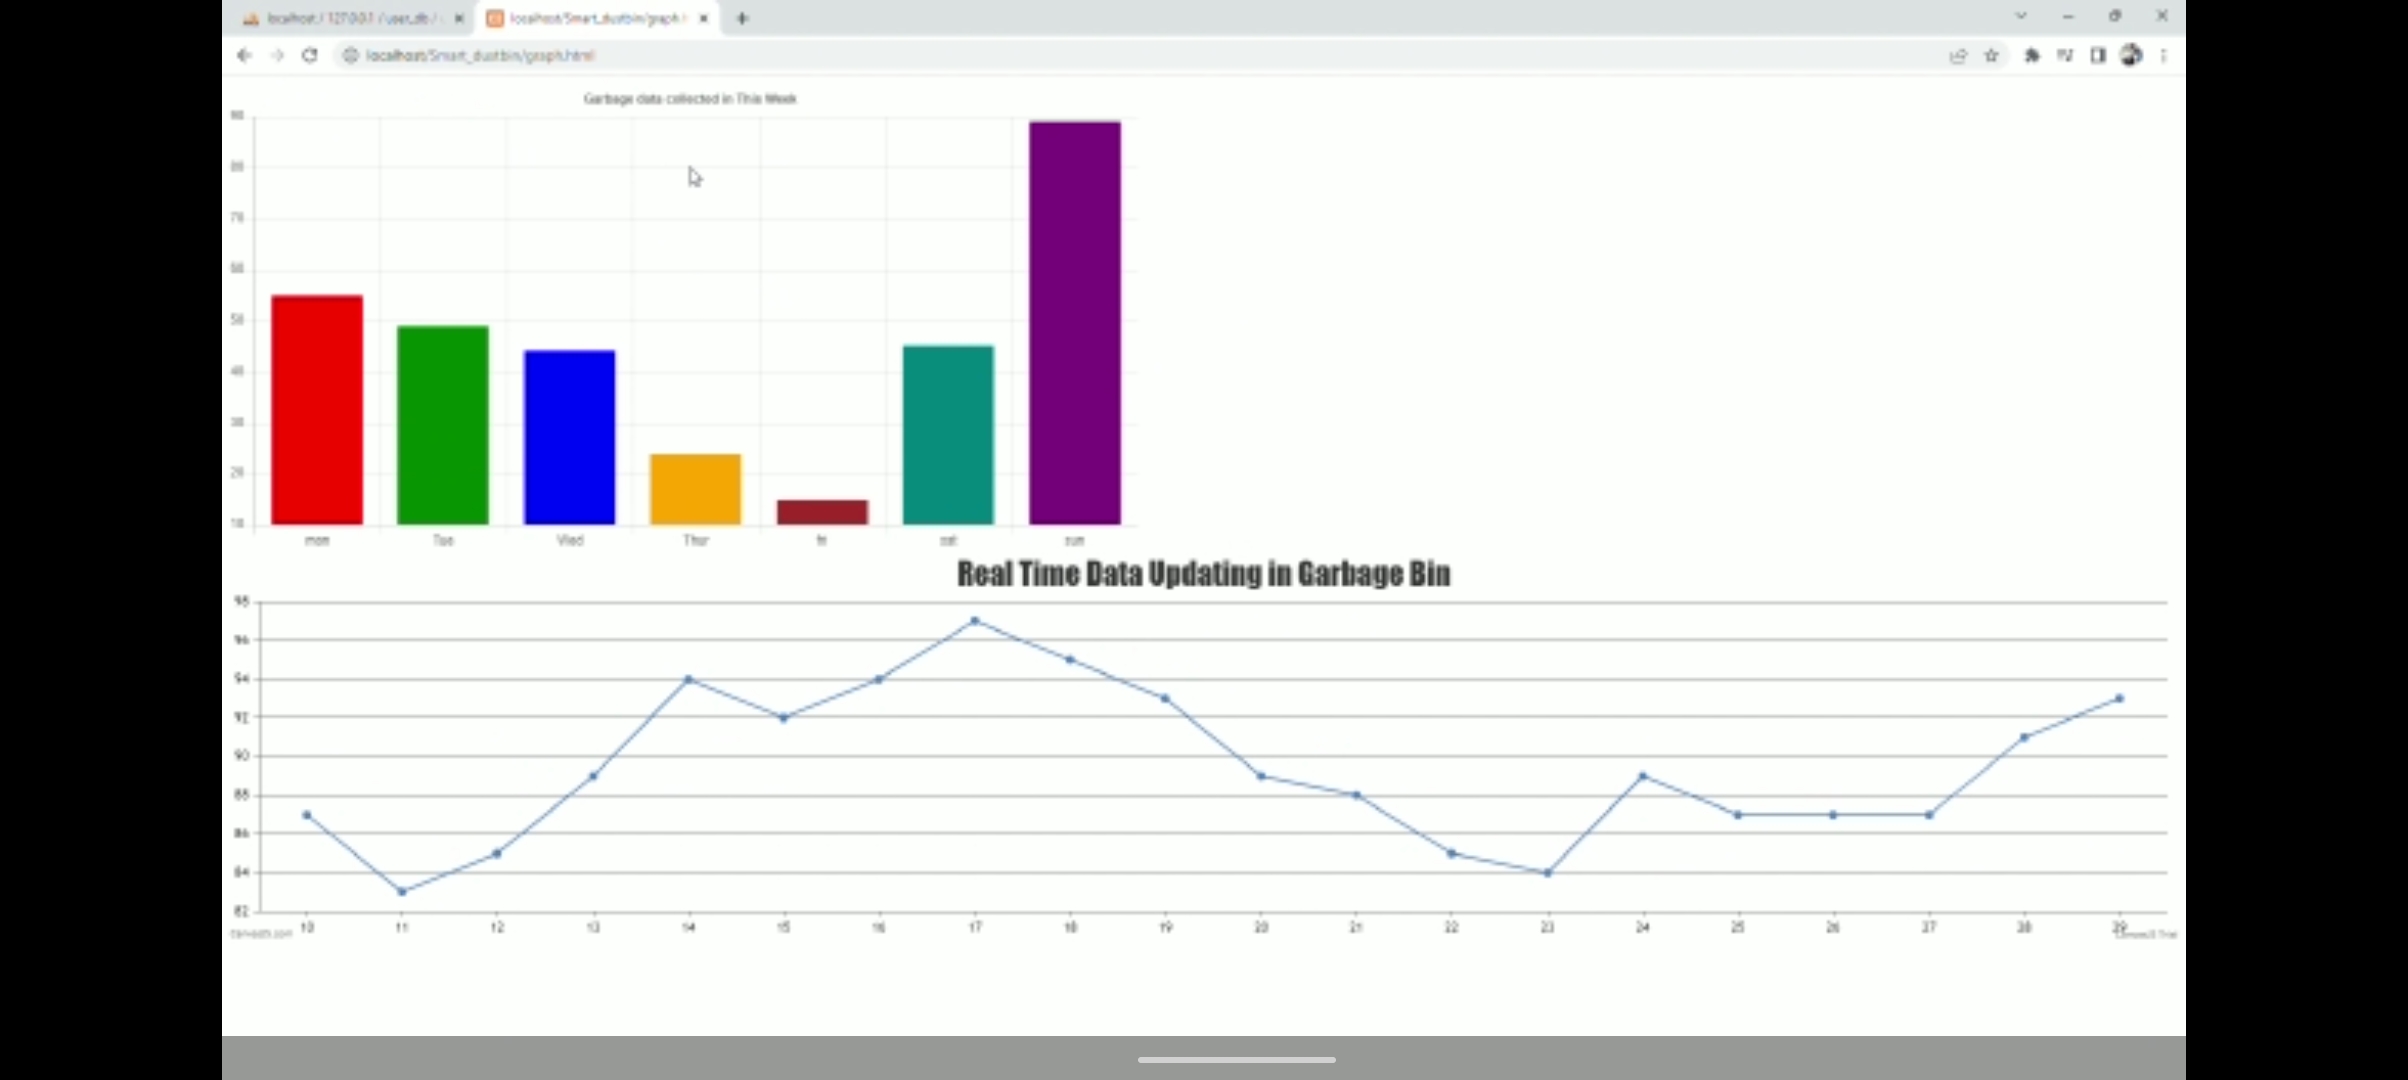 localhost / 127.0.0.1 / user_db /
localhost/Smart_dustbin/graph.h
localhost/Smart_dustbin/graph.html
Garbage data collected in This Week
90
80
70
60
50
40
30
20
10
mon Tue Wed Thur fri sat sun
Real Time Data Updating in Garbage Bin
98
96
94
92
90
88
86
84
82
10 11 12 13 14 15 16 17 18 19 20 21 22 23 24 25 26 27 28 29
CanvasJS.com
CanvasJS Trial